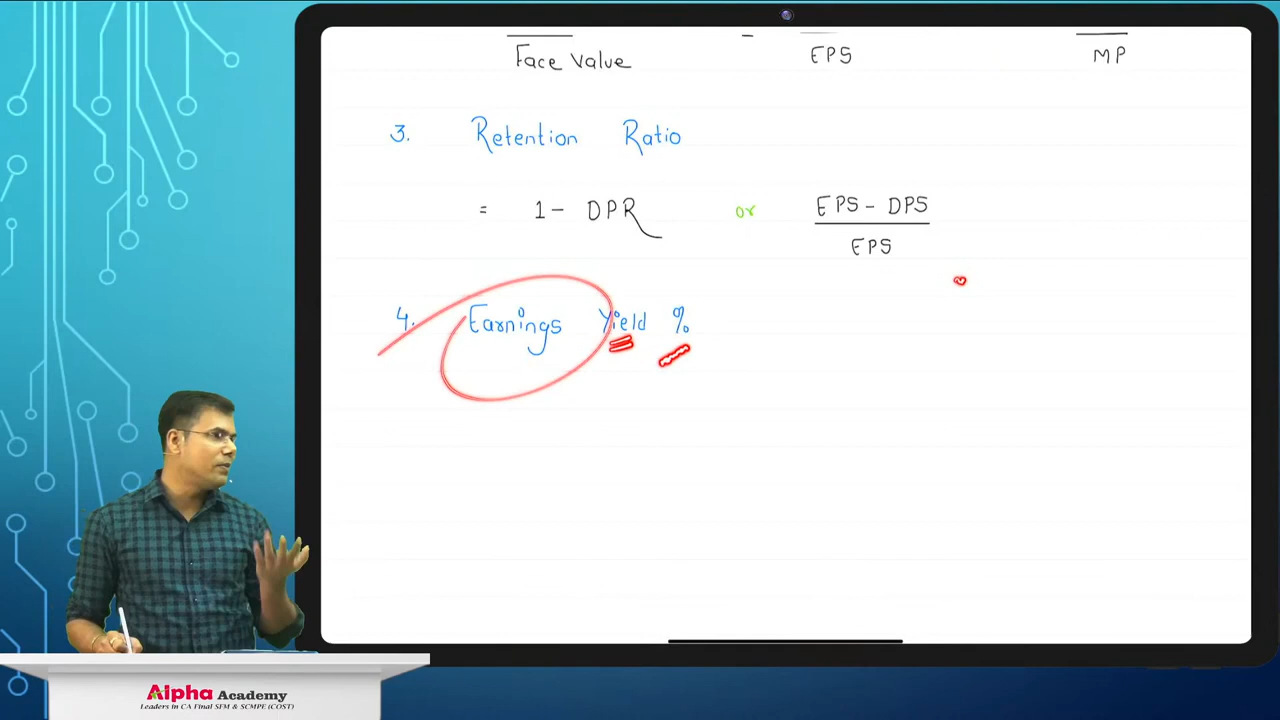 Face Value EPS MP
3. Retention Ratio
= 1 - DPR or EPS - DPS
EPS
4. Earnings Yield %
Alpha Academy
Leaders in CA Final SFM & SCMPE (COST)